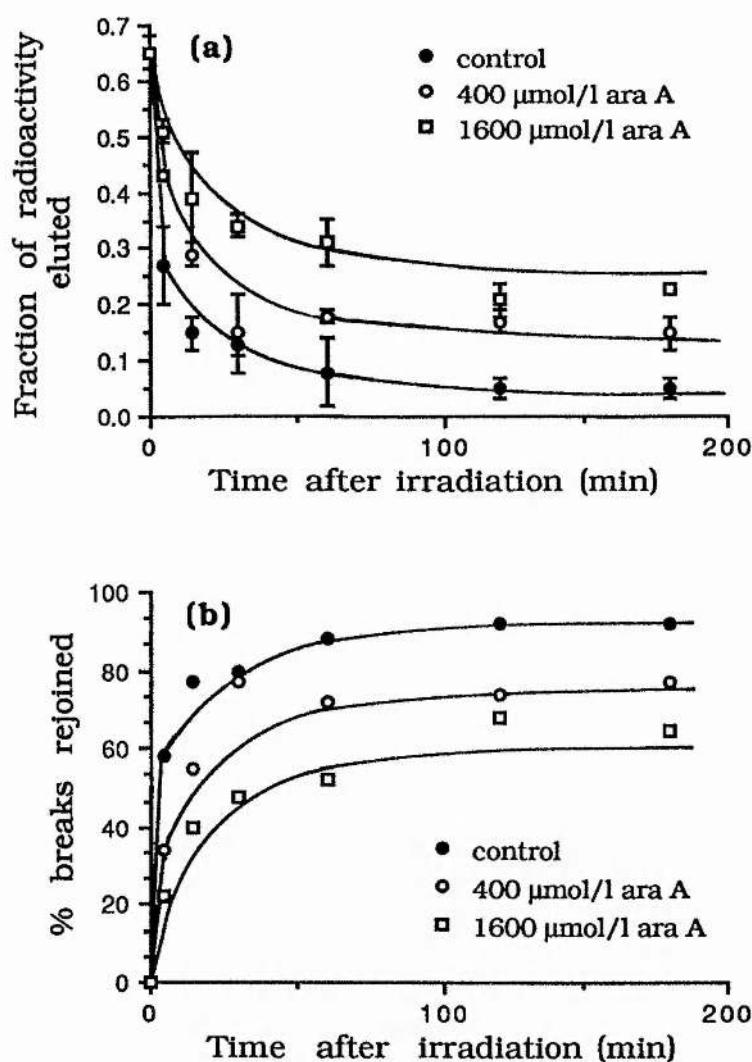 (a)
control
400 μmol/l ara A
1600 μmol/l ara A
0.7
0.6
0.5
0.4
0.3
0.2
0.1
0.0
Fraction of radioactivity
eluted
0 100 200
Time after irradiation (min)
(b)
100
80
60
40
20
0
% breaks rejoined
control
400 μmol/l ara A
1600 μmol/l ara A
0 100 200
Time after irradiation (min)